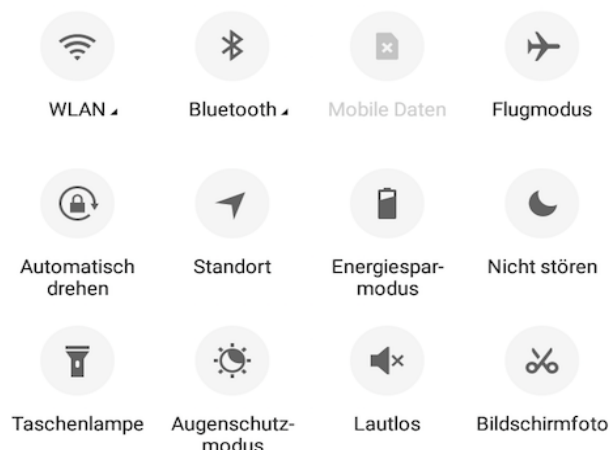 WLAN
Bluetooth
Mobile Daten
Flugmodus
Automatisch
drehen
Standort
Energiespar-
modus
Nicht stören
Taschenlampe
Augenschutz-
modus
Lautlos
Bildschirmfoto